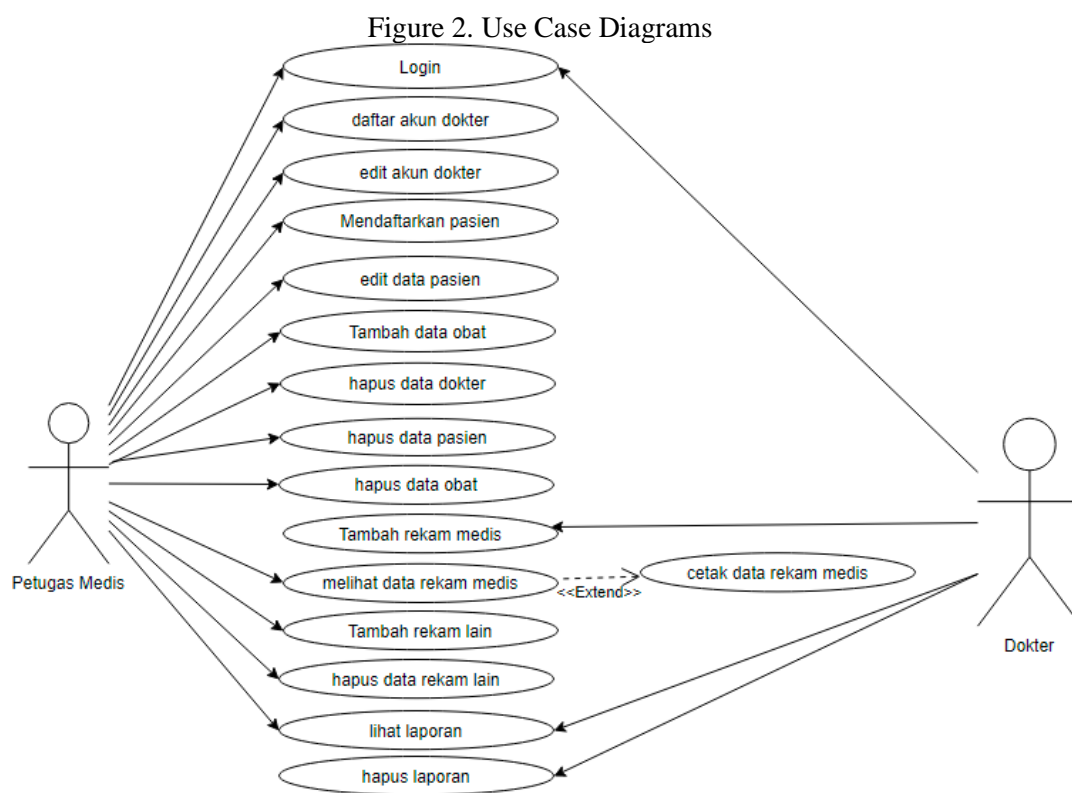 Figure 2. Use Case Diagrams
Login
daftar akun dokter
edit akun dokter
Mendaftarkan pasien
edit data pasien
Tambah data obat
hapus data dokter
hapus data pasien
hapus data obat
Tambah rekam medis
melihat data rekam medis
<<Extend>>
cetak data rekam medis
Tambah rekam lain
hapus data rekam lain
lihat laporan
hapus laporan
Petugas Medis
Dokter